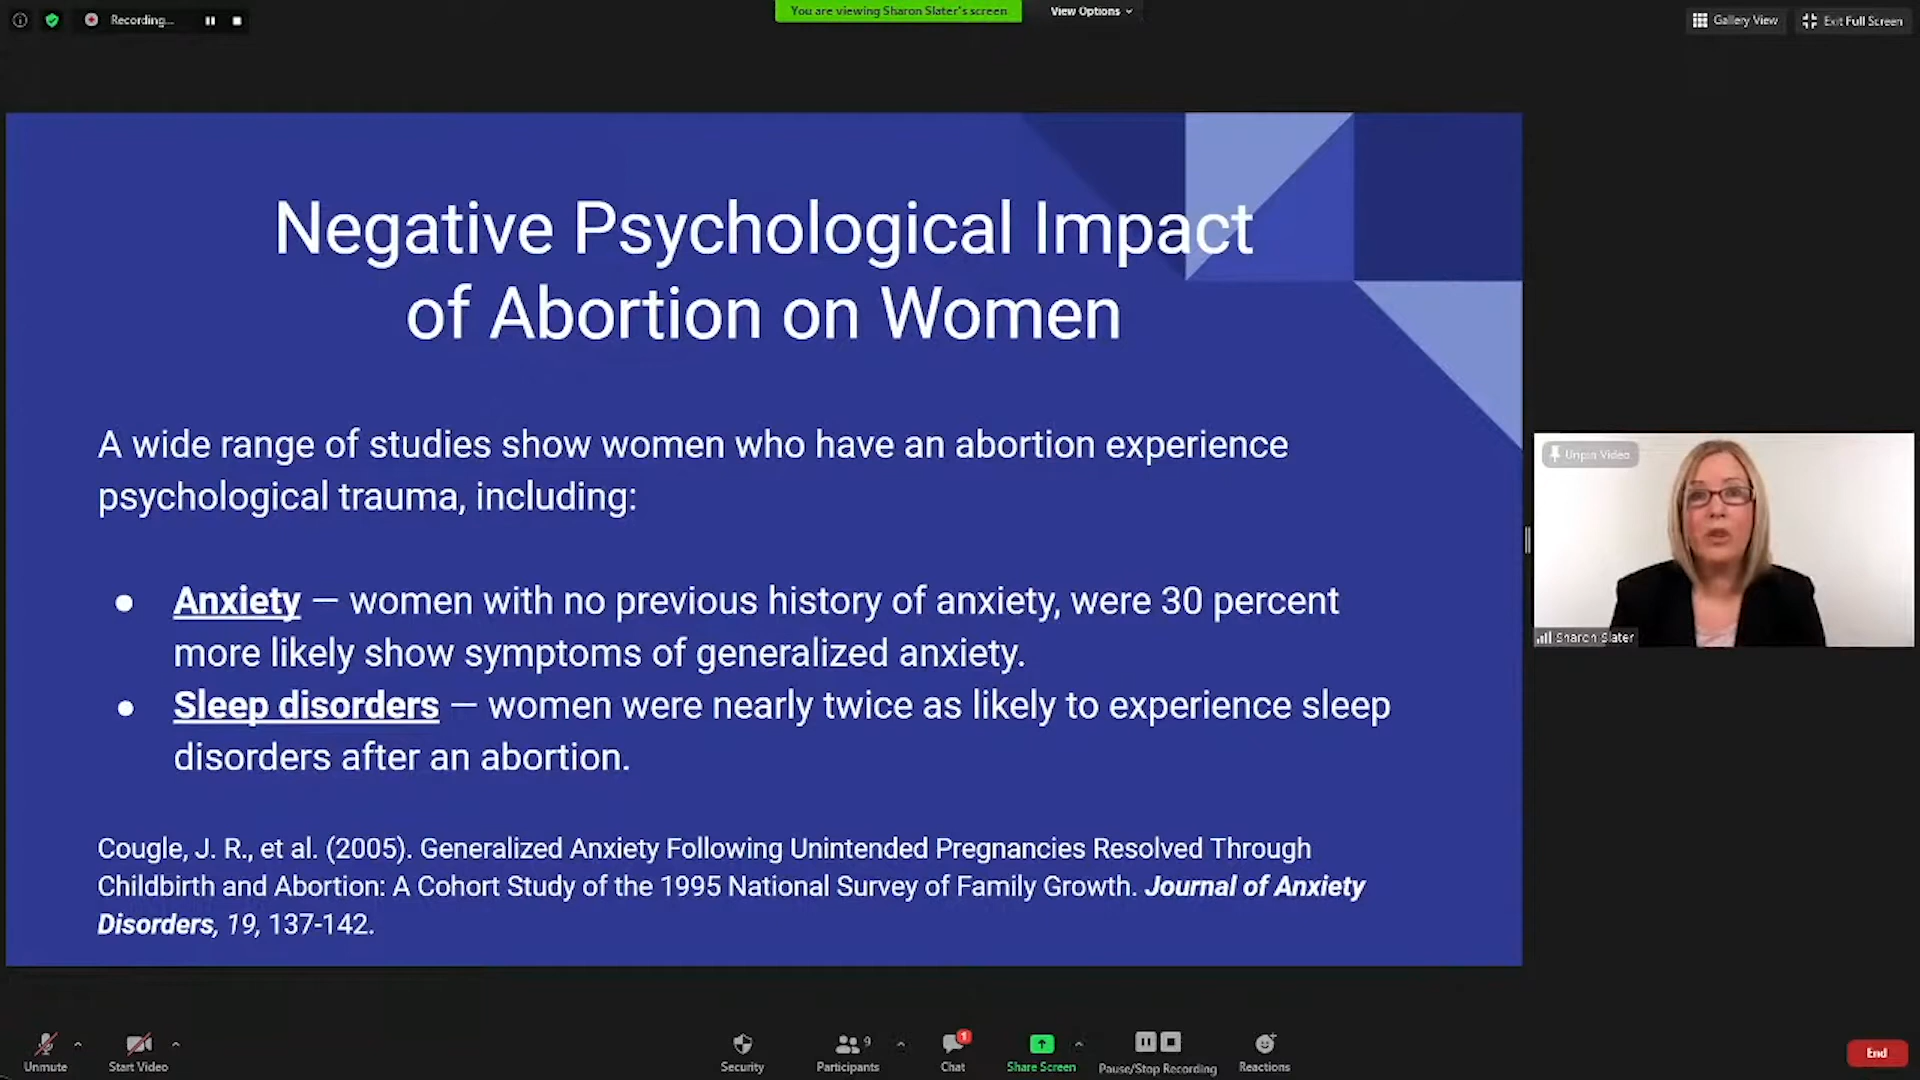 Recording...
You are viewing Sharon Slater's screen
View Options
Gallery View
Exit Full Screen
Negative Psychological Impact
of Abortion on Women
A wide range of studies show women who have an abortion experience
psychological trauma, including:
● Anxiety — women with no previous history of anxiety, were 30 percent
more likely show symptoms of generalized anxiety.
● Sleep disorders — women were nearly twice as likely to experience sleep
disorders after an abortion.
Cougle, J. R., et al. (2005). Generalized Anxiety Following Unintended Pregnancies Resolved Through
Childbirth and Abortion: A Cohort Study of the 1995 National Survey of Family Growth. Journal of Anxiety
Disorders, 19, 137-142.
Unpin Video
Sharon Slater
Unmute
Start Video
Security
9
Participants
1
Chat
Share Screen
Pause/Stop Recording
Reactions
End